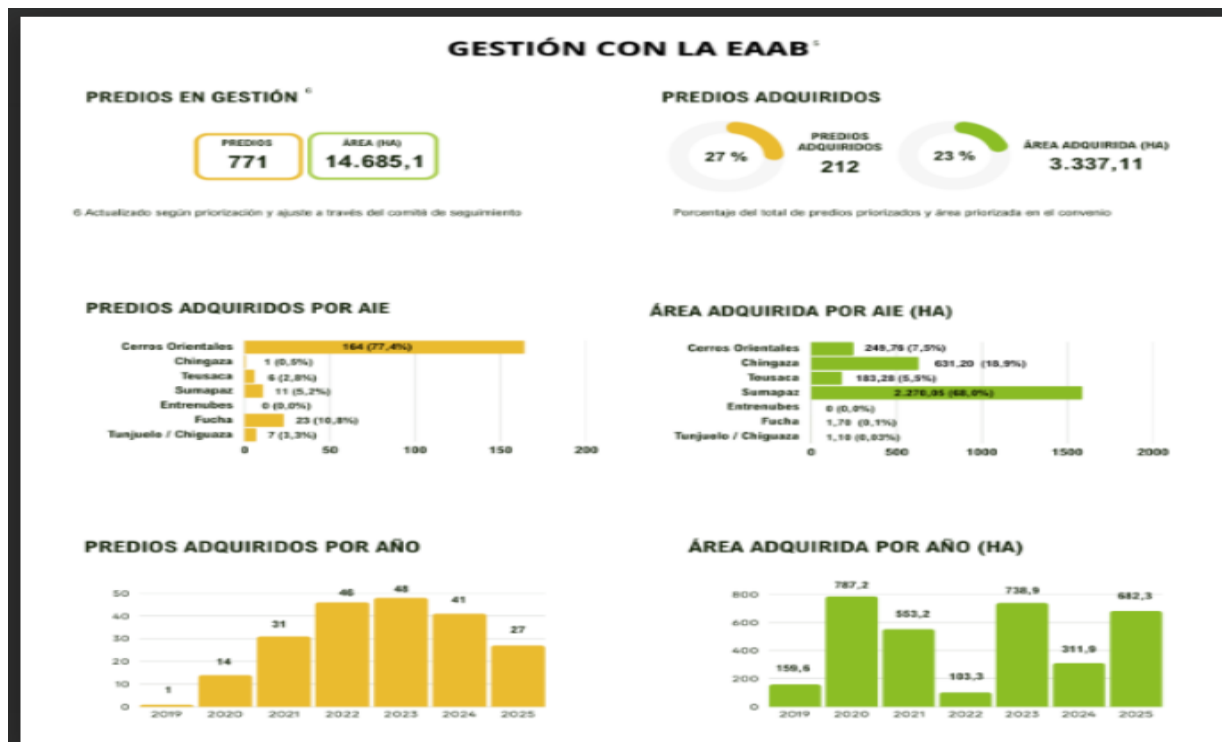 GESTIÓN CON LA EAAB 5
PREDIOS EN GESTIÓN 6
PREDIOS
771
ÁREA (HA)
14.685,1
6 Actualizado según priorización y ajuste a través del comité de seguimiento
PREDIOS ADQUIRIDOS
27 %
PREDIOS
ADQUIRIDOS
212
23 %
ÁREA ADQUIRIDA (HA)
3.337,11
Porcentaje del total de predios priorizados y área priorizada en el convenio
PREDIOS ADQUIRIDOS POR AIE
Cerros Orientales 164 (77,4%)
Chingaza 1 (0,5%)
Teusaca 6 (2,8%)
Sumapaz 11 (5,2%)
Entrenubes 0 (0,0%)
Fucha 23 (10,8%)
Tunjuelo / Chiguaza 7 (3,3%)
0 50 100 150 200
ÁREA ADQUIRIDA POR AIE (HA)
Cerros Orientales 249,76 (7,5%)
Chingaza 631,20 (18,9%)
Teusaca 183,28 (5,5%)
Sumapaz 2.270,05 (68,0%)
Entrenubes 0 (0,0%)
Fucha 1,70 (0,1%)
Tunjuelo / Chiguaza 1,10 (0,03%)
0 500 1000 1500 2000
PREDIOS ADQUIRIDOS POR AÑO
50
40
30
20
10
0
1 14 31 46 48 41 27
2019 2020 2021 2022 2023 2024 2025
ÁREA ADQUIRIDA POR AÑO (HA)
800
600
400
200
0
159,6 787,2 553,2 103,3 738,9 311,9 682,3
2019 2020 2021 2022 2023 2024 2025